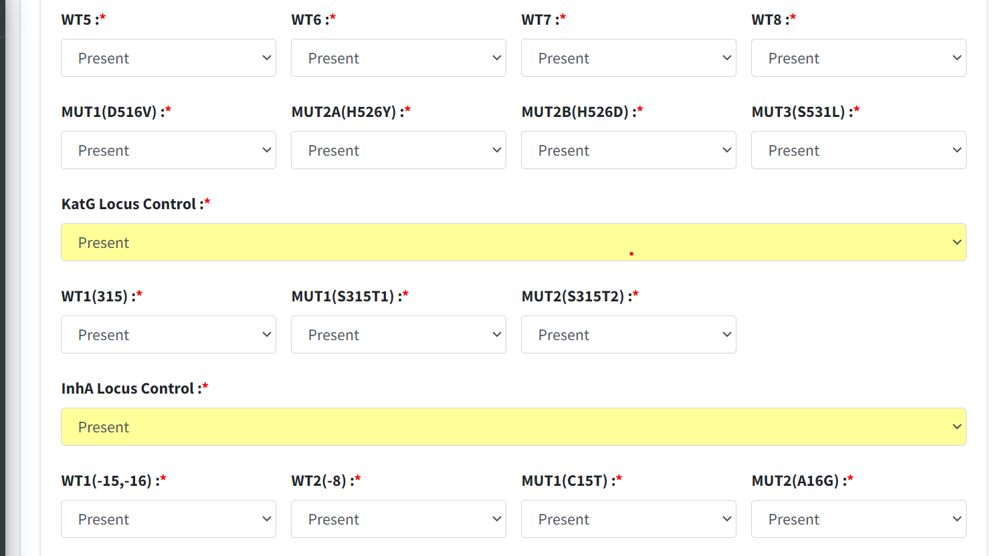 WT5 :* WT6 :* WT7 :* WT8 :*
Present Present Present Present
MUT1(D516V) :* MUT2A(H526Y) :* MUT2B(H526D) :* MUT3(S531L) :*
Present Present Present Present
KatG Locus Control :*
Present
WT1(315) :* MUT1(S315T1) :* MUT2(S315T2) :*
Present Present Present
InhA Locus Control :*
Present
WT1(-15,-16) :* WT2(-8) :* MUT1(C15T) :* MUT2(A16G) :*
Present Present Present Present